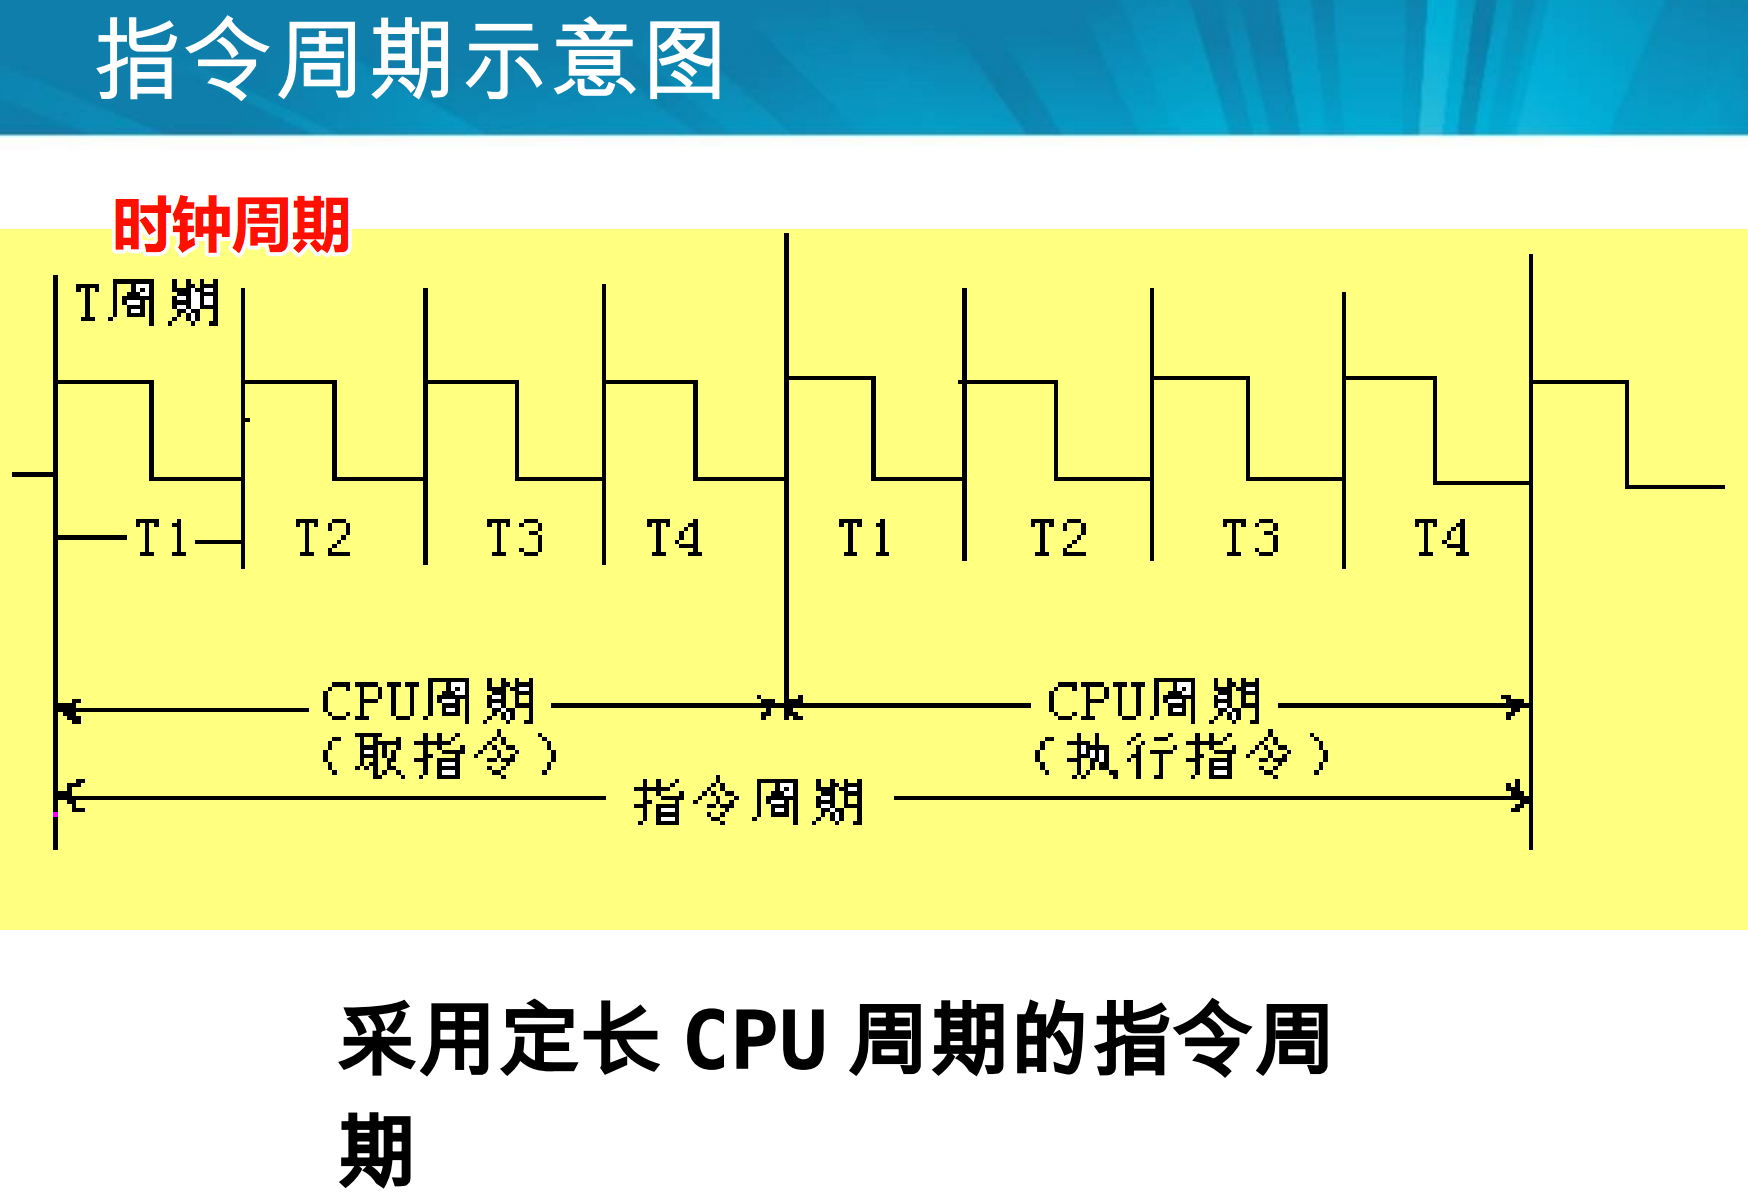 指令周期示意图
时钟周期
T周期
T1 T2 T3 T4 T1 T2 T3 T4
CPU周期 CPU周期
(取指令) (执行指令)
指令周期
采用定长 CPU 周期的指令周
期